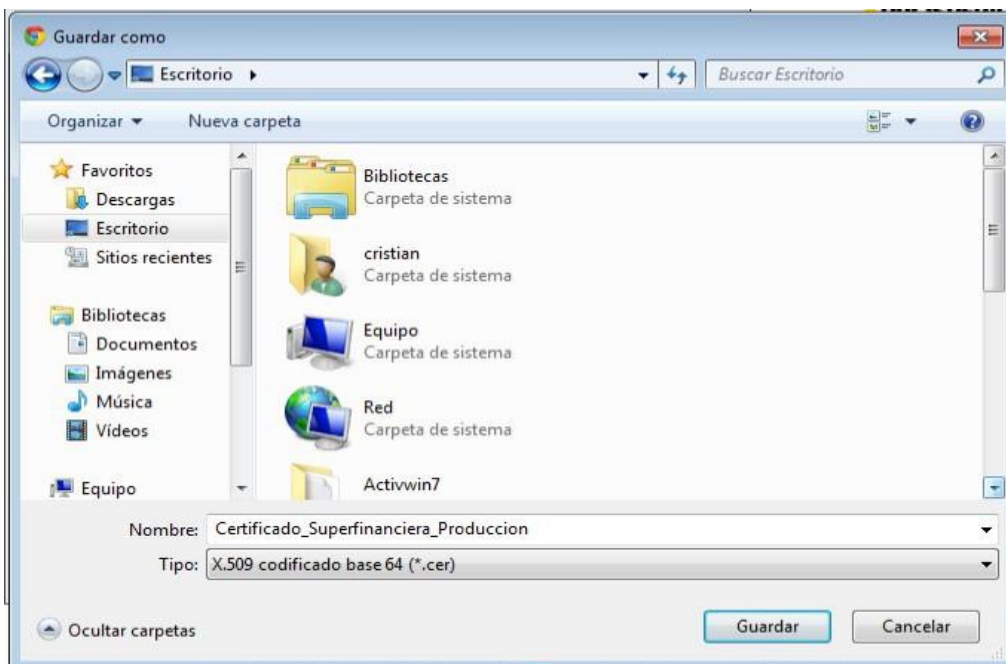 Guardar como
Escritorio
Buscar Escritorio
Organizar
Nueva carpeta
Favoritos
Descargas
Escritorio
Sitios recientes
Bibliotecas
Documentos
Imágenes
Música
Vídeos
Equipo
Bibliotecas
Carpeta de sistema
cristian
Carpeta de sistema
Equipo
Carpeta de sistema
Red
Carpeta de sistema
Activwin7
Nombre: Certificado_Superfinanciera_Produccion
Tipo: X.509 codificado base 64 (*.cer)
Ocultar carpetas
Guardar
Cancelar